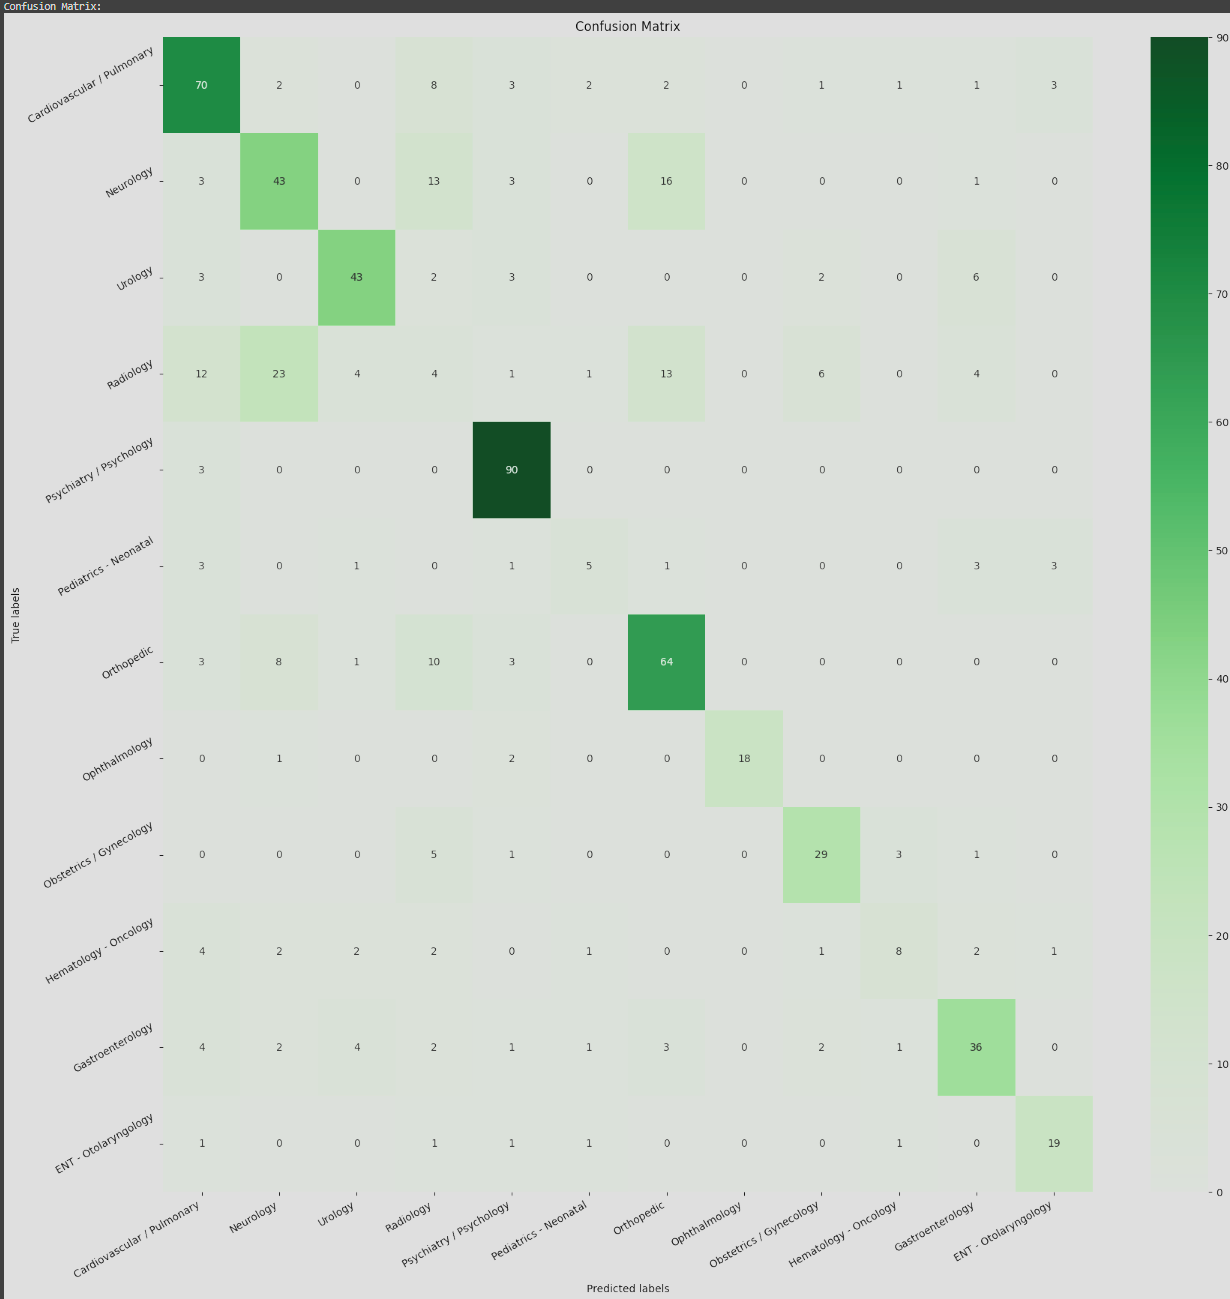 Confusion Matrix:
Confusion Matrix
Cardiovascular / Pulmonary 70 2 0 8 3 2 2 0 1 1 1 3
Neurology 3 43 0 13 3 0 16 0 0 0 1 0
Urology 3 0 43 2 3 0 0 0 2 0 6 0
Radiology 12 23 4 4 1 1 13 0 6 0 4 0
Psychiatry / Psychology 3 0 0 0 90 0 0 0 0 0 0 0
Pediatrics - Neonatal 3 0 1 0 1 5 1 0 0 0 3 3
Orthopedic 3 8 1 10 3 0 64 0 0 0 0 0
Ophthalmology 0 1 0 0 2 0 0 18 0 0 0 0
Obstetrics / Gynecology 0 0 0 5 1 0 0 0 29 3 1 0
Hematology - Oncology 4 2 2 2 0 1 0 0 1 8 2 1
Gastroenterology 4 2 4 2 1 1 3 0 2 1 36 0
ENT - Otolaryngology 1 0 0 1 1 1 0 0 0 1 0 19
True labels
Cardiovascular / Pulmonary
Neurology
Urology
Radiology
Psychiatry / Psychology
Pediatrics - Neonatal
Orthopedic
Ophthalmology
Obstetrics / Gynecology
Hematology - Oncology
Gastroenterology
ENT - Otolaryngology
Predicted labels
90
80
70
60
50
40
30
20
10
0